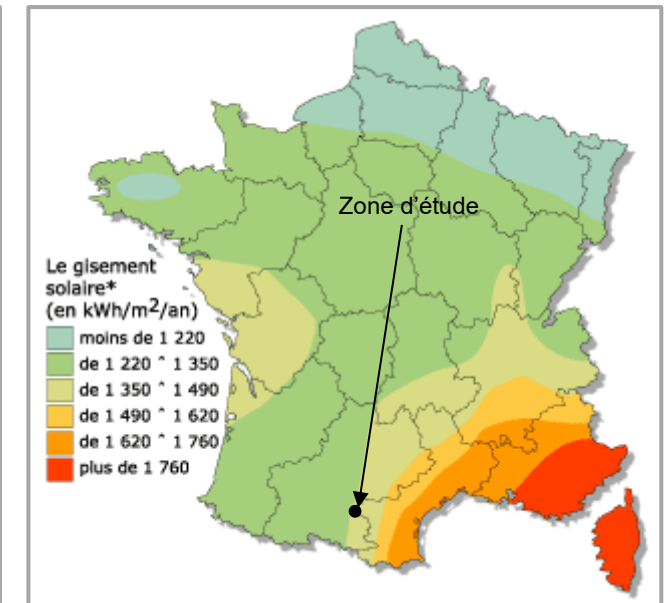 Zone d'étude
Le gisement
solaire*
(en kWh/m²/an)
moins de 1 220
de 1 220 ˆ 1 350
de 1 350 ˆ 1 490
de 1 490 ˆ 1 620
de 1 620 ˆ 1 760
plus de 1 760